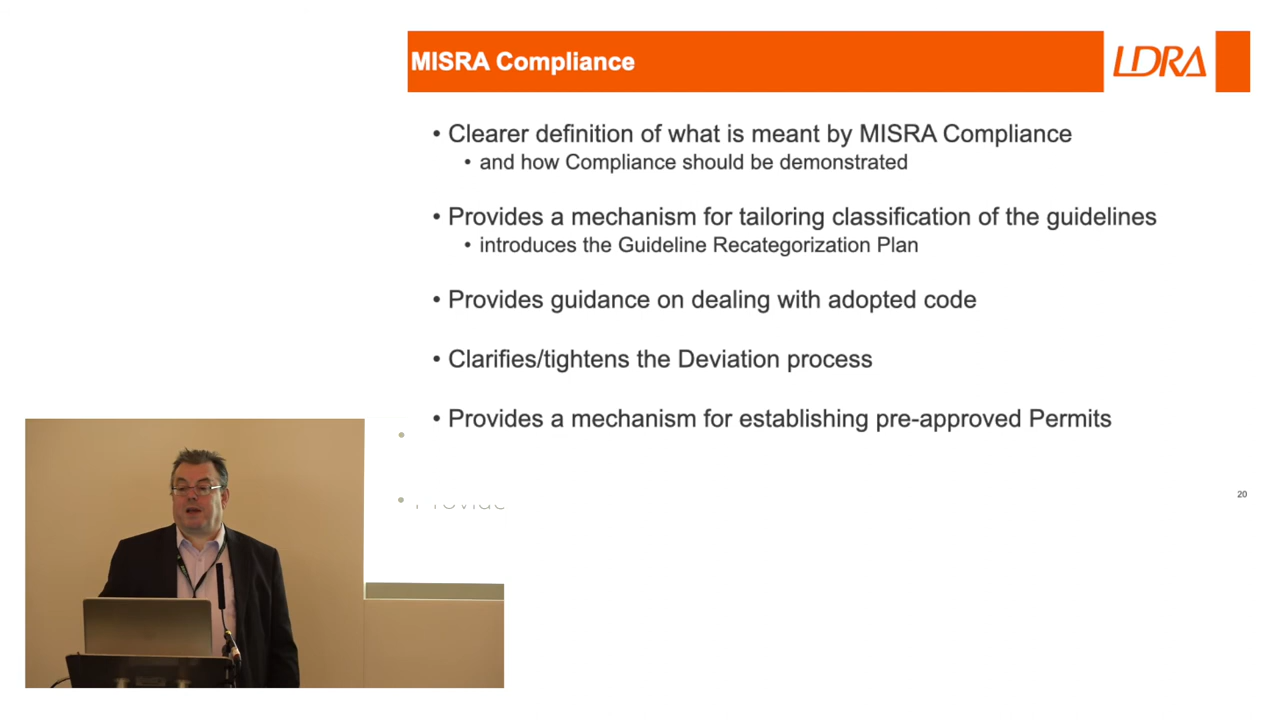 MISRA Compliance
LDRA
• Clearer definition of what is meant by MISRA Compliance
• and how Compliance should be demonstrated
• Provides a mechanism for tailoring classification of the guidelines
• introduces the Guideline Recategorization Plan
• Provides guidance on dealing with adopted code
• Clarifies/tightens the Deviation process
• Provides a mechanism for establishing pre-approved Permits
20
Provide